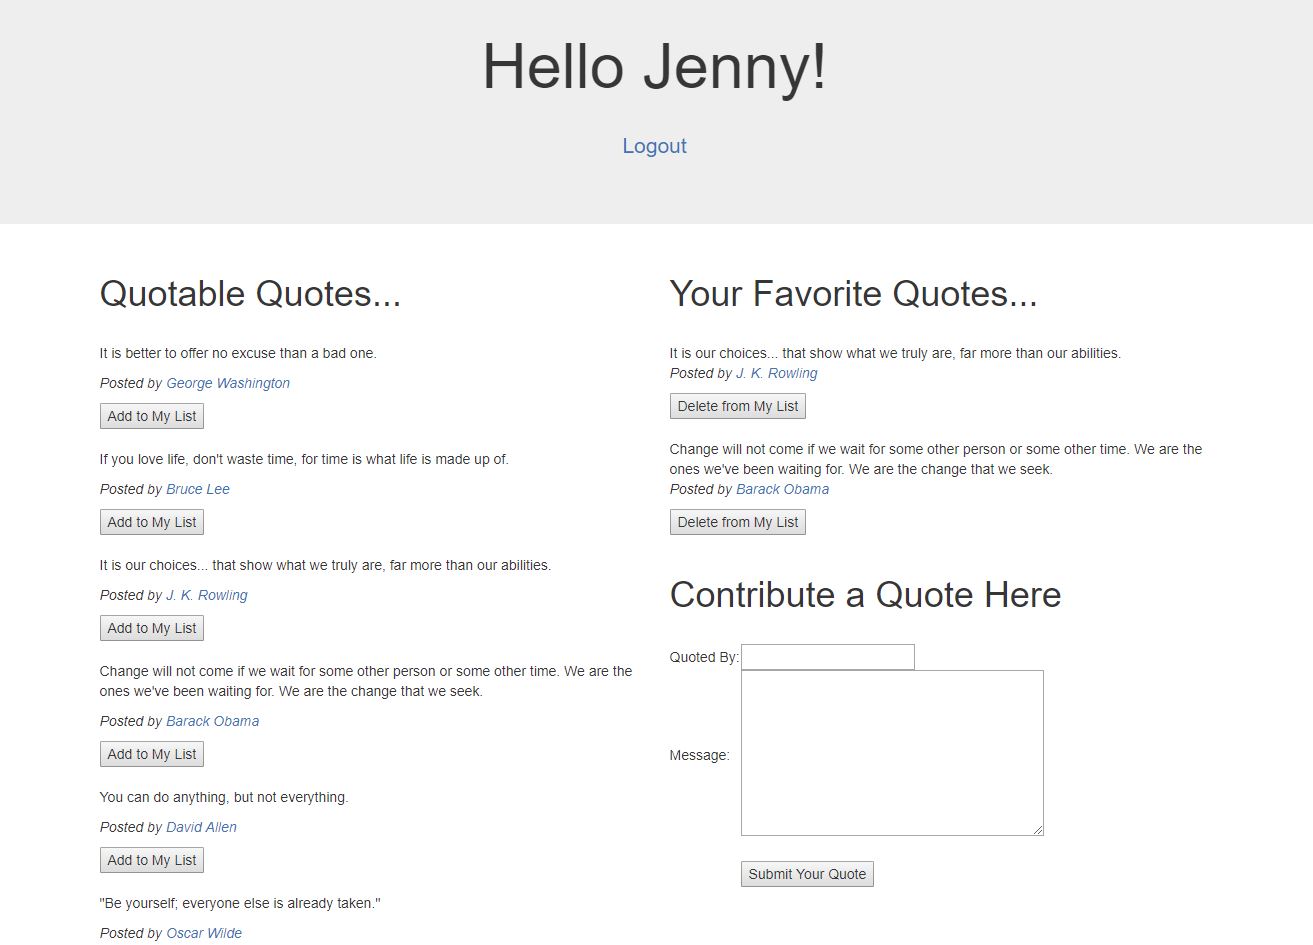 Hello Jenny!
Logout
Quotable Quotes...
It is better to offer no excuse than a bad one.
Posted by George Washington
Add to My List
If you love life, don't waste time, for time is what life is made up of.
Posted by Bruce Lee
Add to My List
It is our choices... that show what we truly are, far more than our abilities.
Posted by J. K. Rowling
Add to My List
Change will not come if we wait for some other person or some other time. We are the
ones we've been waiting for. We are the change that we seek.
Posted by Barack Obama
Add to My List
You can do anything, but not everything.
Posted by David Allen
Add to My List
"Be yourself; everyone else is already taken."
Posted by Oscar Wilde
Your Favorite Quotes...
It is our choices... that show what we truly are, far more than our abilities.
Posted by J. K. Rowling
Delete from My List
Change will not come if we wait for some other person or some other time. We are the
ones we've been waiting for. We are the change that we seek.
Posted by Barack Obama
Delete from My List
Contribute a Quote Here
Quoted By:
Message:
Submit Your Quote